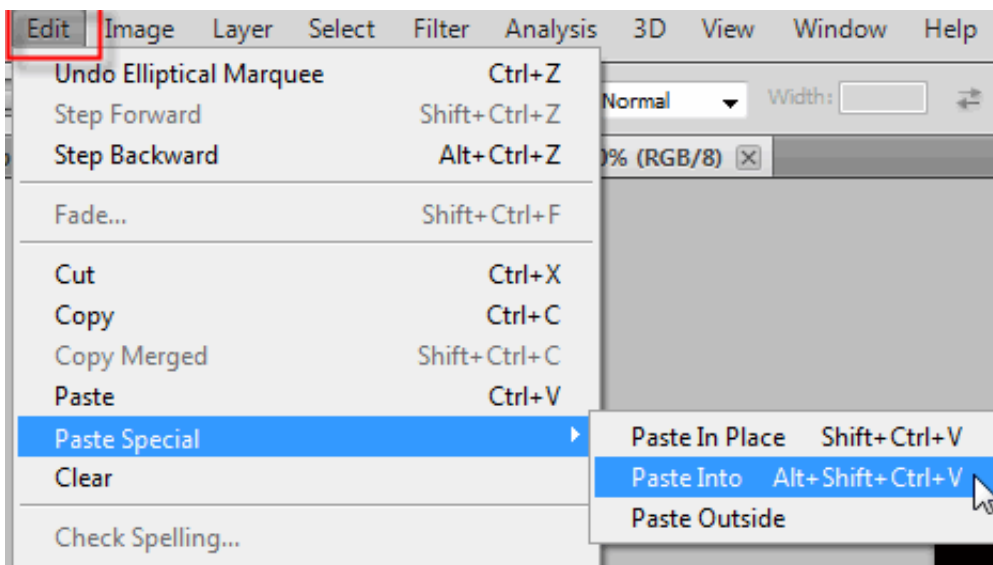 Edit Image Layer Select Filter Analysis 3D View Window Help
Undo Elliptical Marquee Ctrl+Z
Normal Width:
Step Forward Shift+Ctrl+Z
Step Backward Alt+Ctrl+Z
% (RGB/8)
Fade... Shift+Ctrl+F
Cut Ctrl+X
Copy Ctrl+C
Copy Merged Shift+Ctrl+C
Paste Ctrl+V
Paste Special
Paste In Place Shift+Ctrl+V
Clear
Paste Into Alt+Shift+Ctrl+V
Paste Outside
Check Spelling...